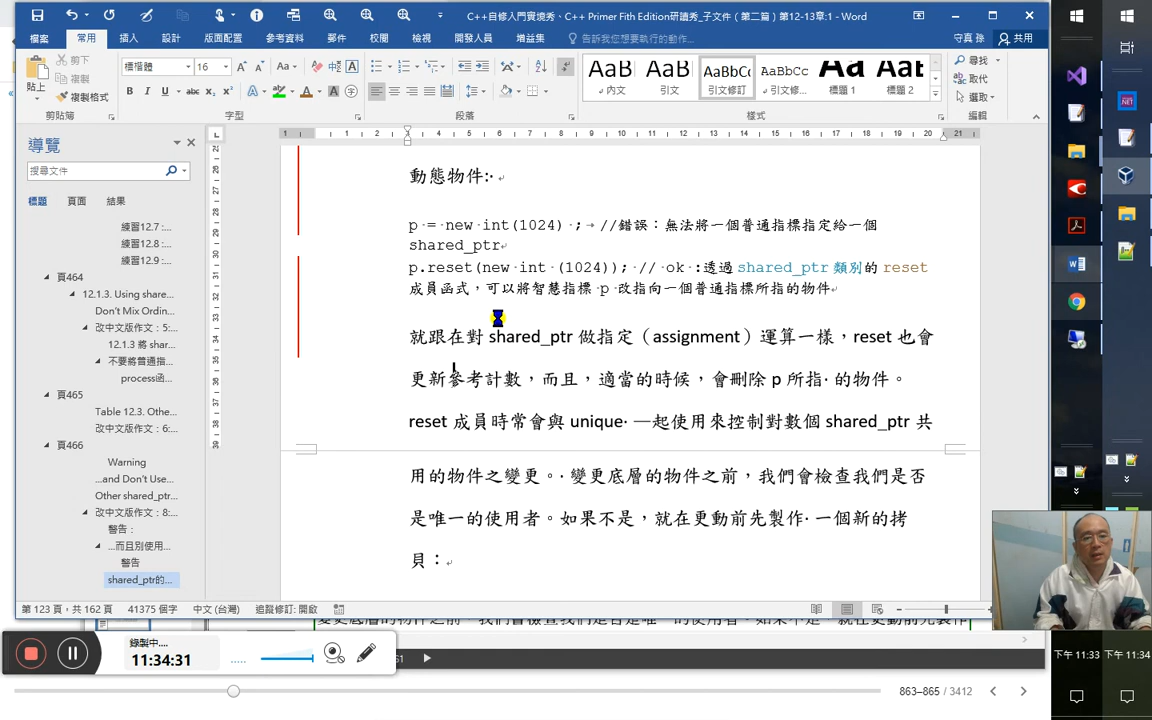 C++自修入門實境秀、C++ Primer Fith Edition研讀秀_子文件（第二篇）第12-13章:1 - Word
檔案 常用 插入 設計 版面配置 參考資料 郵件 校閱 檢視 開發人員 增益集 告訴我您想要執行的動作... 守真 孫 共用
貼上 剪下 複製 複製格式
剪貼簿
標楷體 16
字型
段落
AaB 內文
AaB 引文
AaBbCc 引文修訂
AaBbCc 引文修...
Aa 標題 1
Aat 標題 2
樣式
尋找
取代
選取
編輯
導覽
搜尋文件
標題 頁面 結果
練習12.7 :...
練習12.8 :...
練習12.9 :...
頁464
12.1.3. Using share...
Don't Mix Ordin...
改中文版作文：5:...
12.1.3 將 shar...
不要將普通指...
process函...
頁465
Table 12.3. Othe...
改中文版作文：6:...
頁466
Warning
...and Don't Use...
Other shared_ptr...
改中文版作文：8:...
警告：
...而且別使用...
警告
shared_ptr的...
動態物件:
p = new int(1024) ; //錯誤：無法將一個普通指標指定給一個
shared_ptr
p.reset(new int (1024)); // ok :透過 shared_ptr 類別的 reset
成員函式，可以將智慧指標 p 改指向一個普通指標所指的物件
就跟在對 shared_ptr 做指定（assignment）運算一樣，reset 也會
更新參考計數，而且，適當的時候，會刪除 p 所指 的物件。
reset 成員時常會與 unique 一起使用來控制對數個 shared_ptr 共
用的物件之變更。 變更底層的物件之前，我們會檢查我們是否
是唯一的使用者。如果不是，就在更動前先製作 一個新的拷
貝：
第 123 頁，共 162 頁 41375 個字 中文 (台灣) 追蹤修訂: 開啟
錄製中....
11:34:31
863–865 / 3412
下午 11:33 下午 11:34